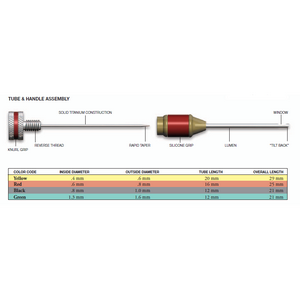 TUBE & HANDLE ASSEMBLY
SOLID TITANIUM CONSTRUCTION
WINDOW
KNURL GRIP
REVERSE THREAD
RAPID TAPER
SILICONE GRIP
LUMEN
"TILT BACK"
COLOR CODE INSIDE DIAMETER OUTSIDE DIAMETER TUBE LENGTH OVERALL LENGTH
Yellow .4 mm .6 mm 20 mm 29 mm
Red .6 mm .8 mm 16 mm 25 mm
Black .8 mm 1.0 mm 12 mm 21 mm
Green 1.3 mm 1.6 mm 12 mm 21 mm